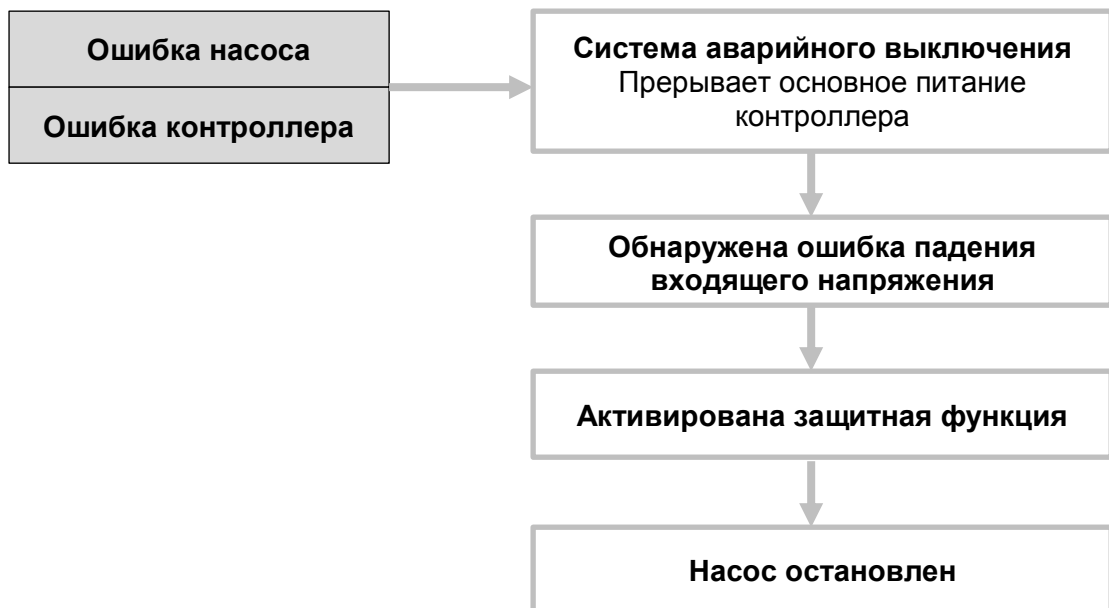 Ошибка насоса
Ошибка контроллера
Система аварийного выключения
Прерывает основное питание
контроллера
Обнаружена ошибка падения
входящего напряжения
Активирована защитная функция
Насос остановлен